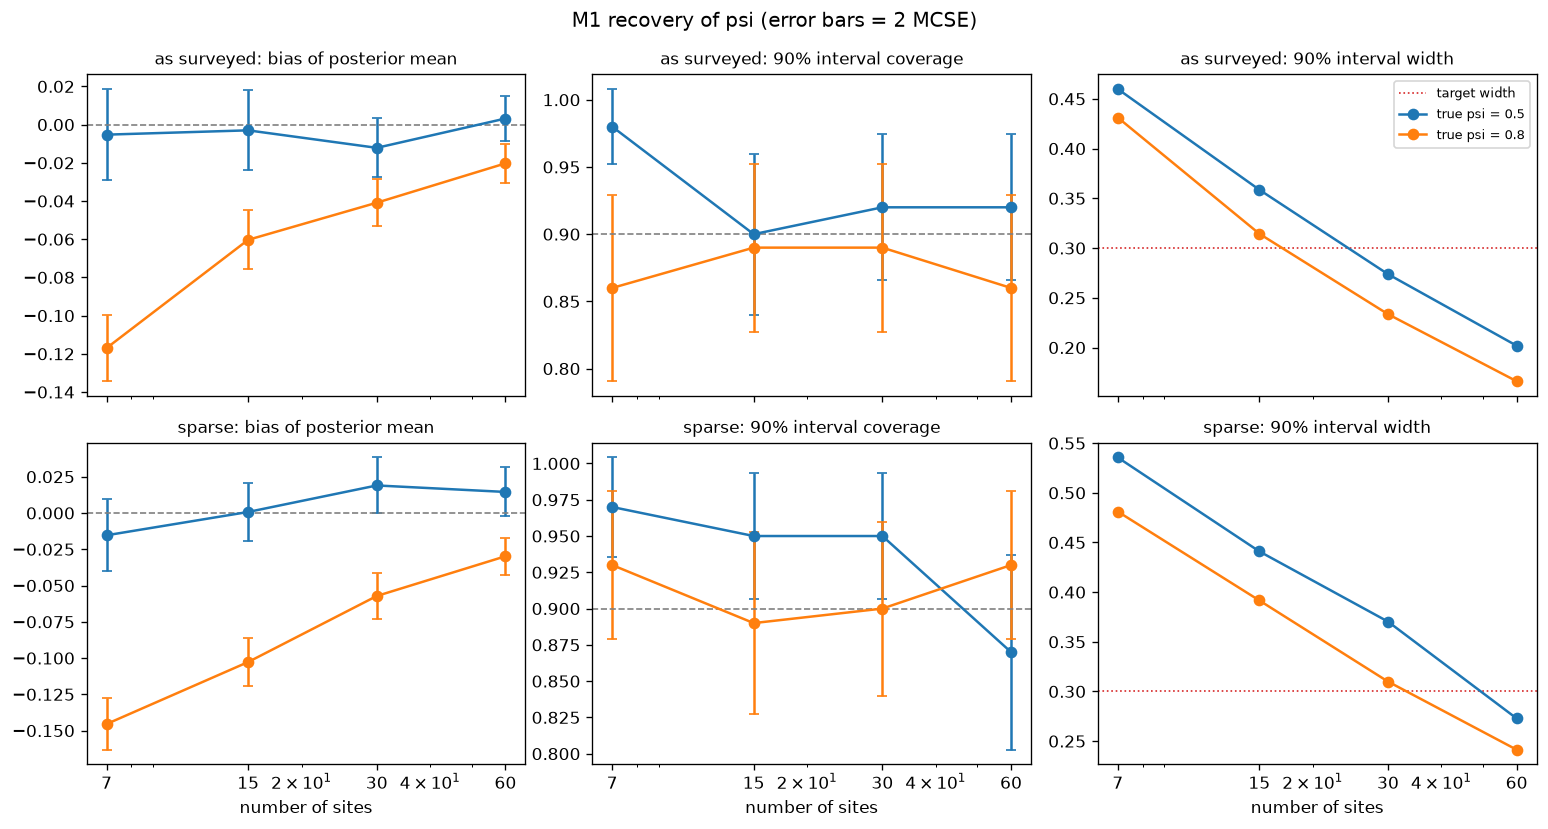 M1 recovery of psi (error bars = 2 MCSE)
as surveyed: bias of posterior mean
0.02
0.00
−0.02
−0.04
−0.06
−0.08
−0.10
−0.12
−0.14
as surveyed: 90% interval coverage
1.00
0.95
0.90
0.85
0.80
as surveyed: 90% interval width
0.45
0.40
0.35
0.30
0.25
0.20
target width
true psi = 0.5
true psi = 0.8
sparse: bias of posterior mean
0.025
0.000
−0.025
−0.050
−0.075
−0.100
−0.125
−0.150
7 15 2 × 10¹ 30 4 × 10¹ 60
number of sites
sparse: 90% interval coverage
1.000
0.975
0.950
0.925
0.900
0.875
0.850
0.825
0.800
7 15 2 × 10¹ 30 4 × 10¹ 60
number of sites
sparse: 90% interval width
0.55
0.50
0.45
0.40
0.35
0.30
0.25
7 15 2 × 10¹ 30 4 × 10¹ 60
number of sites